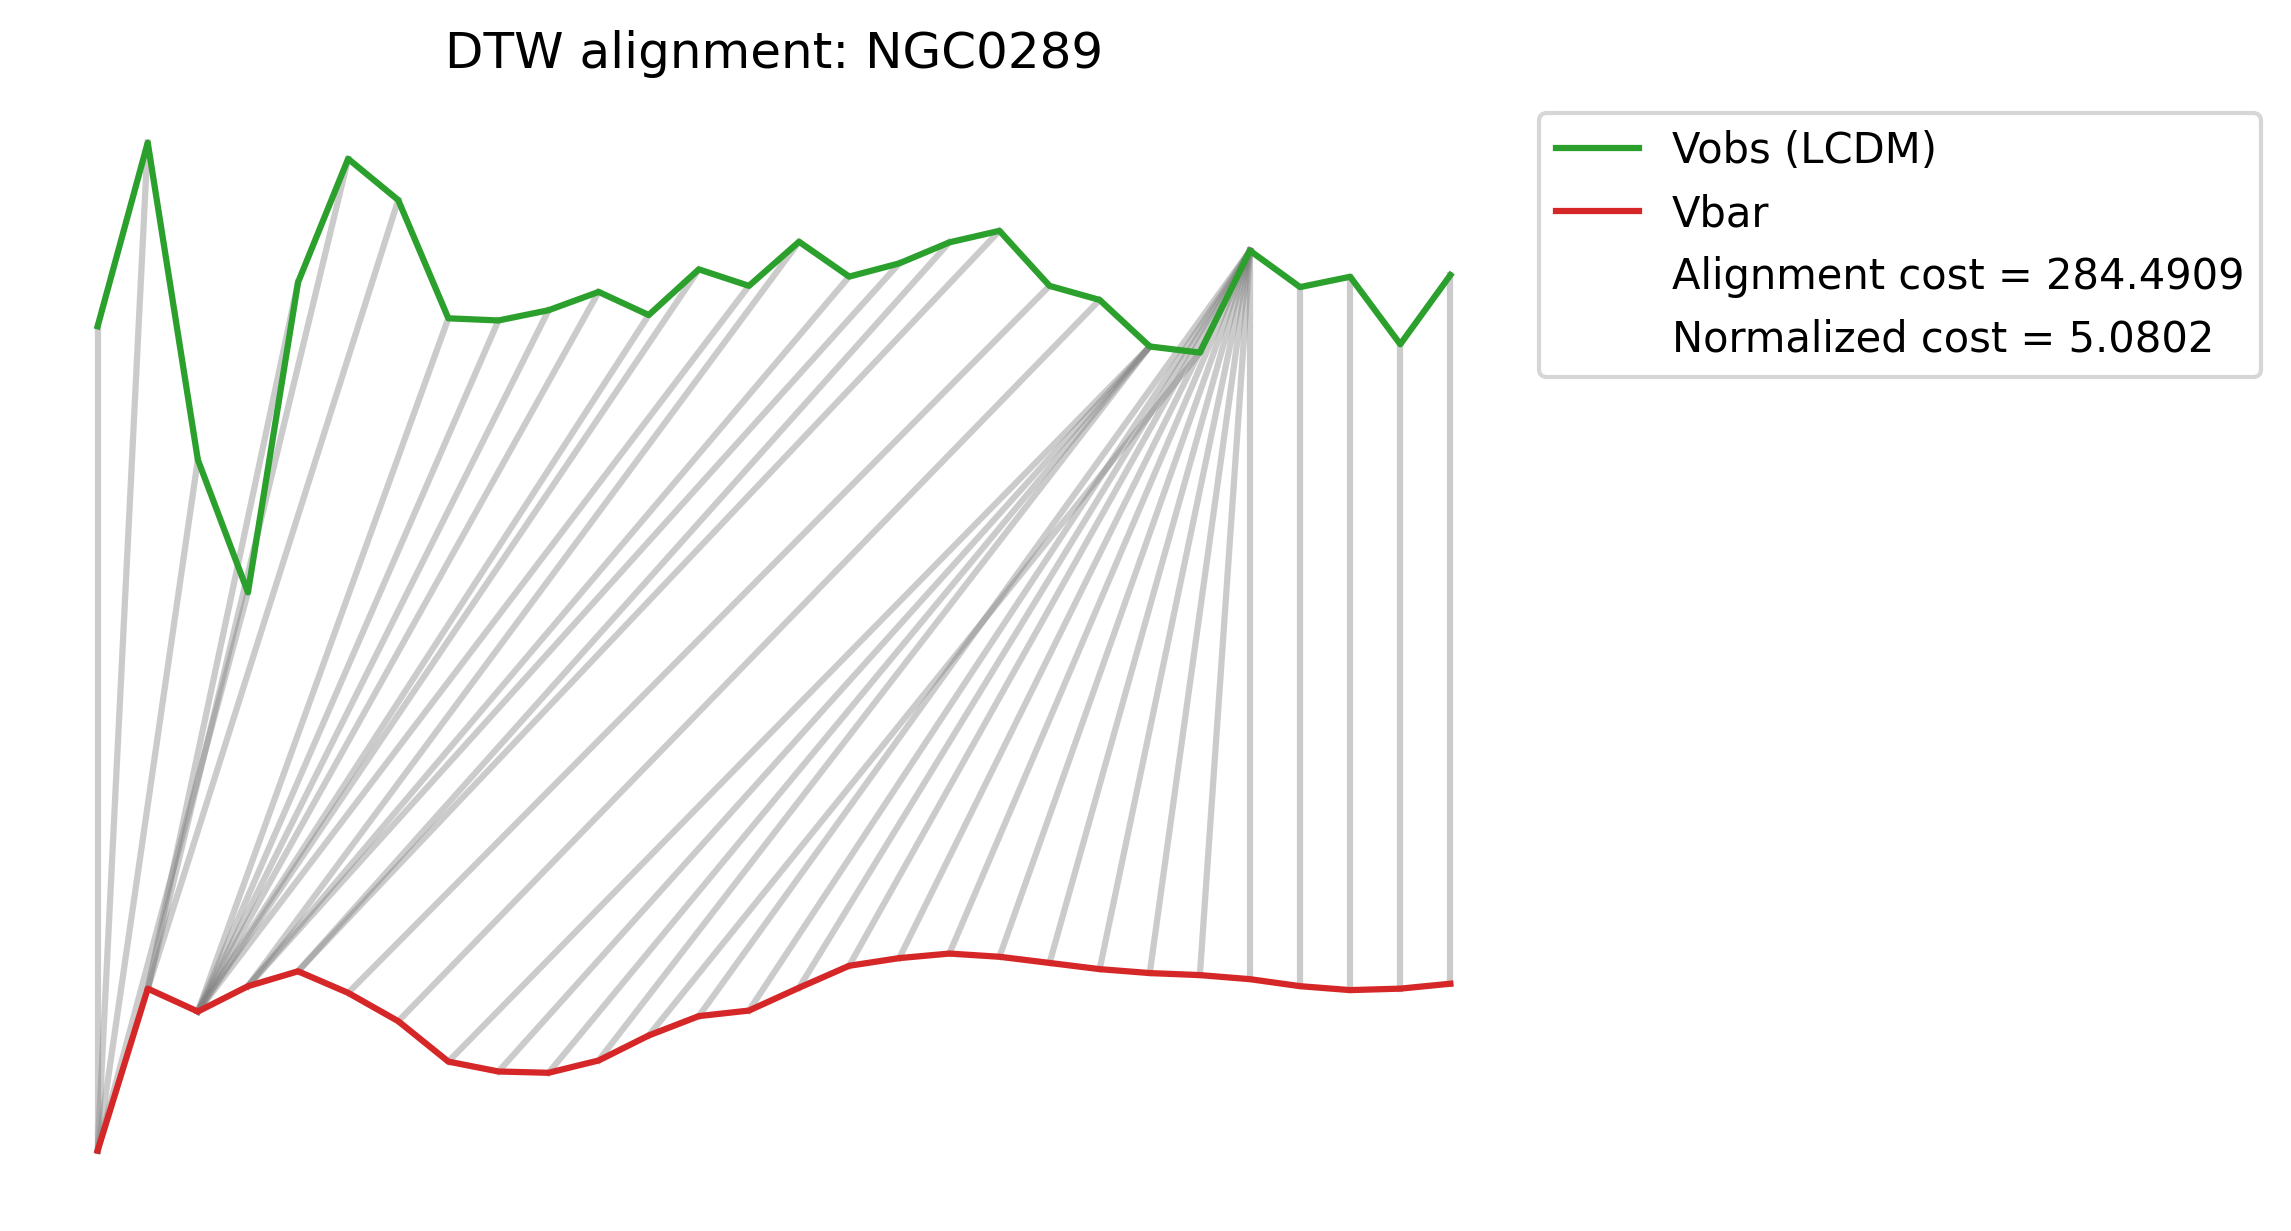 DTW alignment: NGC0289
Vobs (LCDM)
Vbar
Alignment cost = 284.4909
Normalized cost = 5.0802